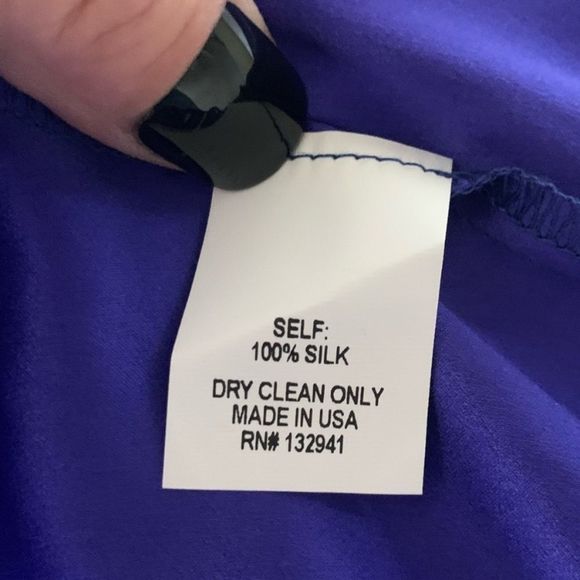 SELF:
100% SILK
DRY CLEAN ONLY
MADE IN USA
RN# 132941